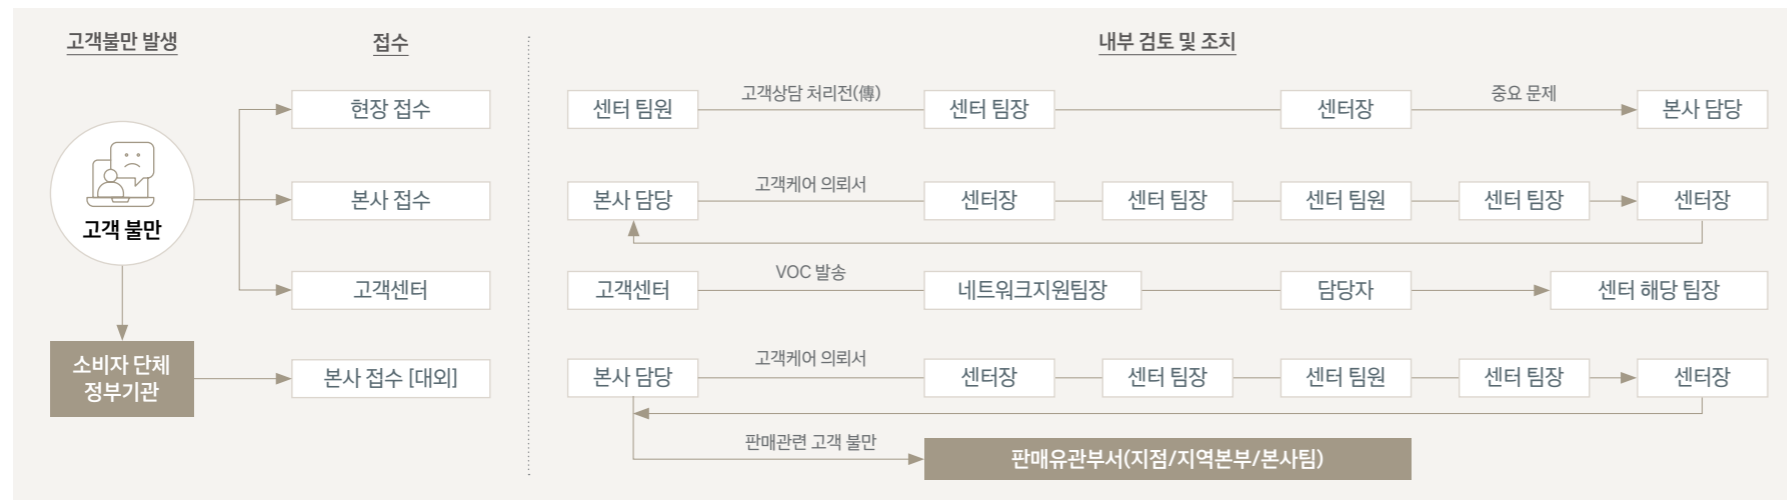 고객불만 발생
접수
내부 검토 및 조치
고객 불만
소비자 단체
정부기관
현장 접수
센터 팀원
고객상담 처리전(傳)
센터 팀장
센터장
중요 문제
본사 담당
본사 접수
본사 담당
고객케어 의뢰서
센터장
센터 팀장
센터 팀원
센터 팀장
센터장
고객센터
고객센터
VOC 발송
네트워크지원팀장
담당자
센터 해당 팀장
본사 접수 [대외]
본사 담당
고객케어 의뢰서
센터장
센터 팀장
센터 팀원
센터 팀장
센터장
판매관련 고객 불만
판매유관부서(지점/지역본부/본사팀)